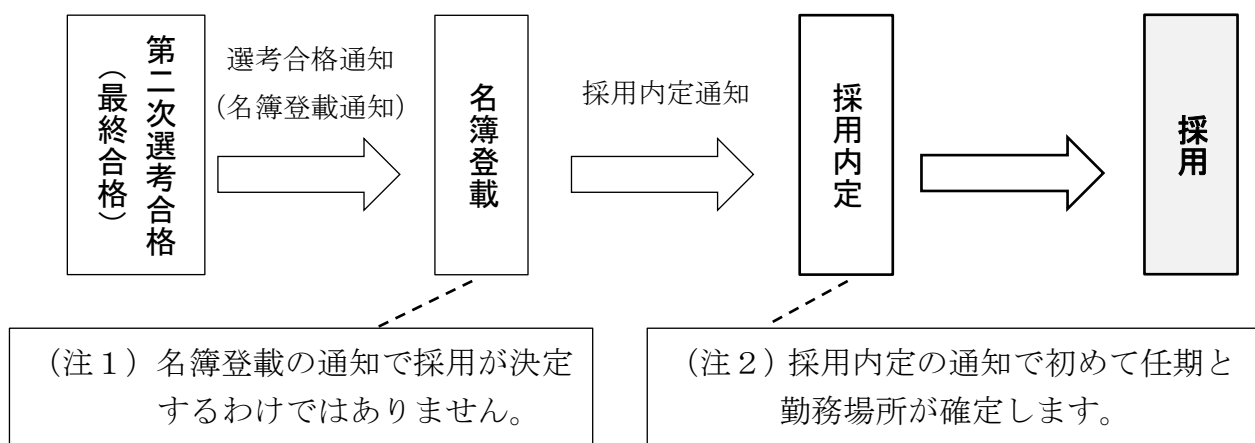 第二次選考合格
（最終合格）
選考合格通知
（名簿登載通知）
名簿登載
採用内定通知
採用内定
採用
（注１）名簿登載の通知で採用が決定
するわけではありません。
（注２）採用内定の通知で初めて任期と
勤務場所が確定します。